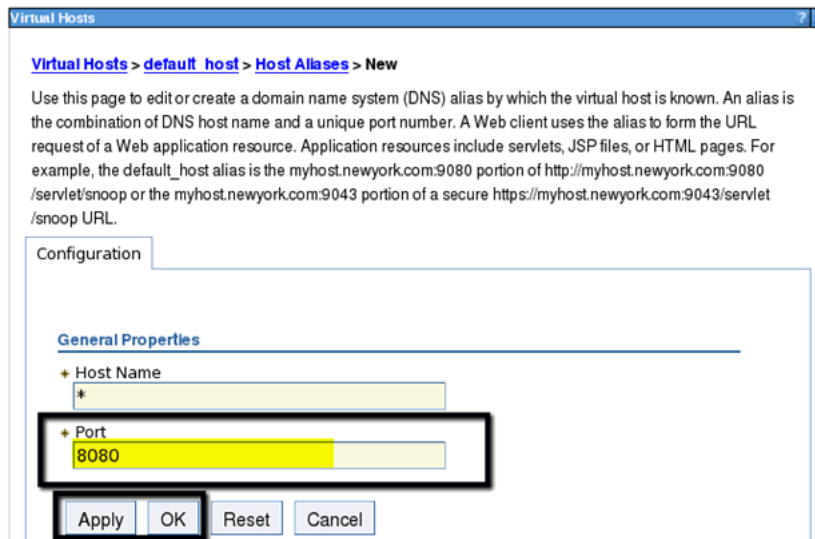 Virtual Hosts ?
Virtual Hosts > default_host > Host Aliases > New
Use this page to edit or create a domain name system (DNS) alias by which the virtual host is known. An alias is
the combination of DNS host name and a unique port number. A Web client uses the alias to form the URL
request of a Web application resource. Application resources include servlets, JSP files, or HTML pages. For
example, the default_host alias is the myhost.newyork.com:9080 portion of http://myhost.newyork.com:9080
/servlet/snoop or the myhost.newyork.com:9043 portion of a secure https://myhost.newyork.com:9043/servlet
/snoop URL.
Configuration
General Properties
* Host Name
*
* Port
8080
Apply OK Reset Cancel